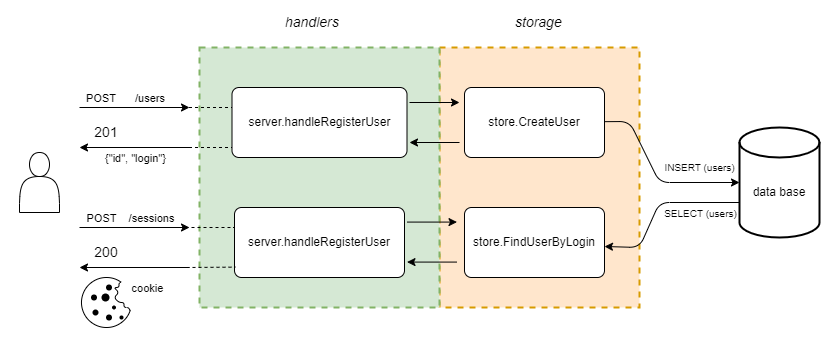 handlers
storage
POST /users
server.handleRegisterUser
store.CreateUser
201
{"id", "login"}
INSERT (users)
data base
SELECT (users)
POST /sessions
server.handleRegisterUser
store.FindUserByLogin
200
cookie